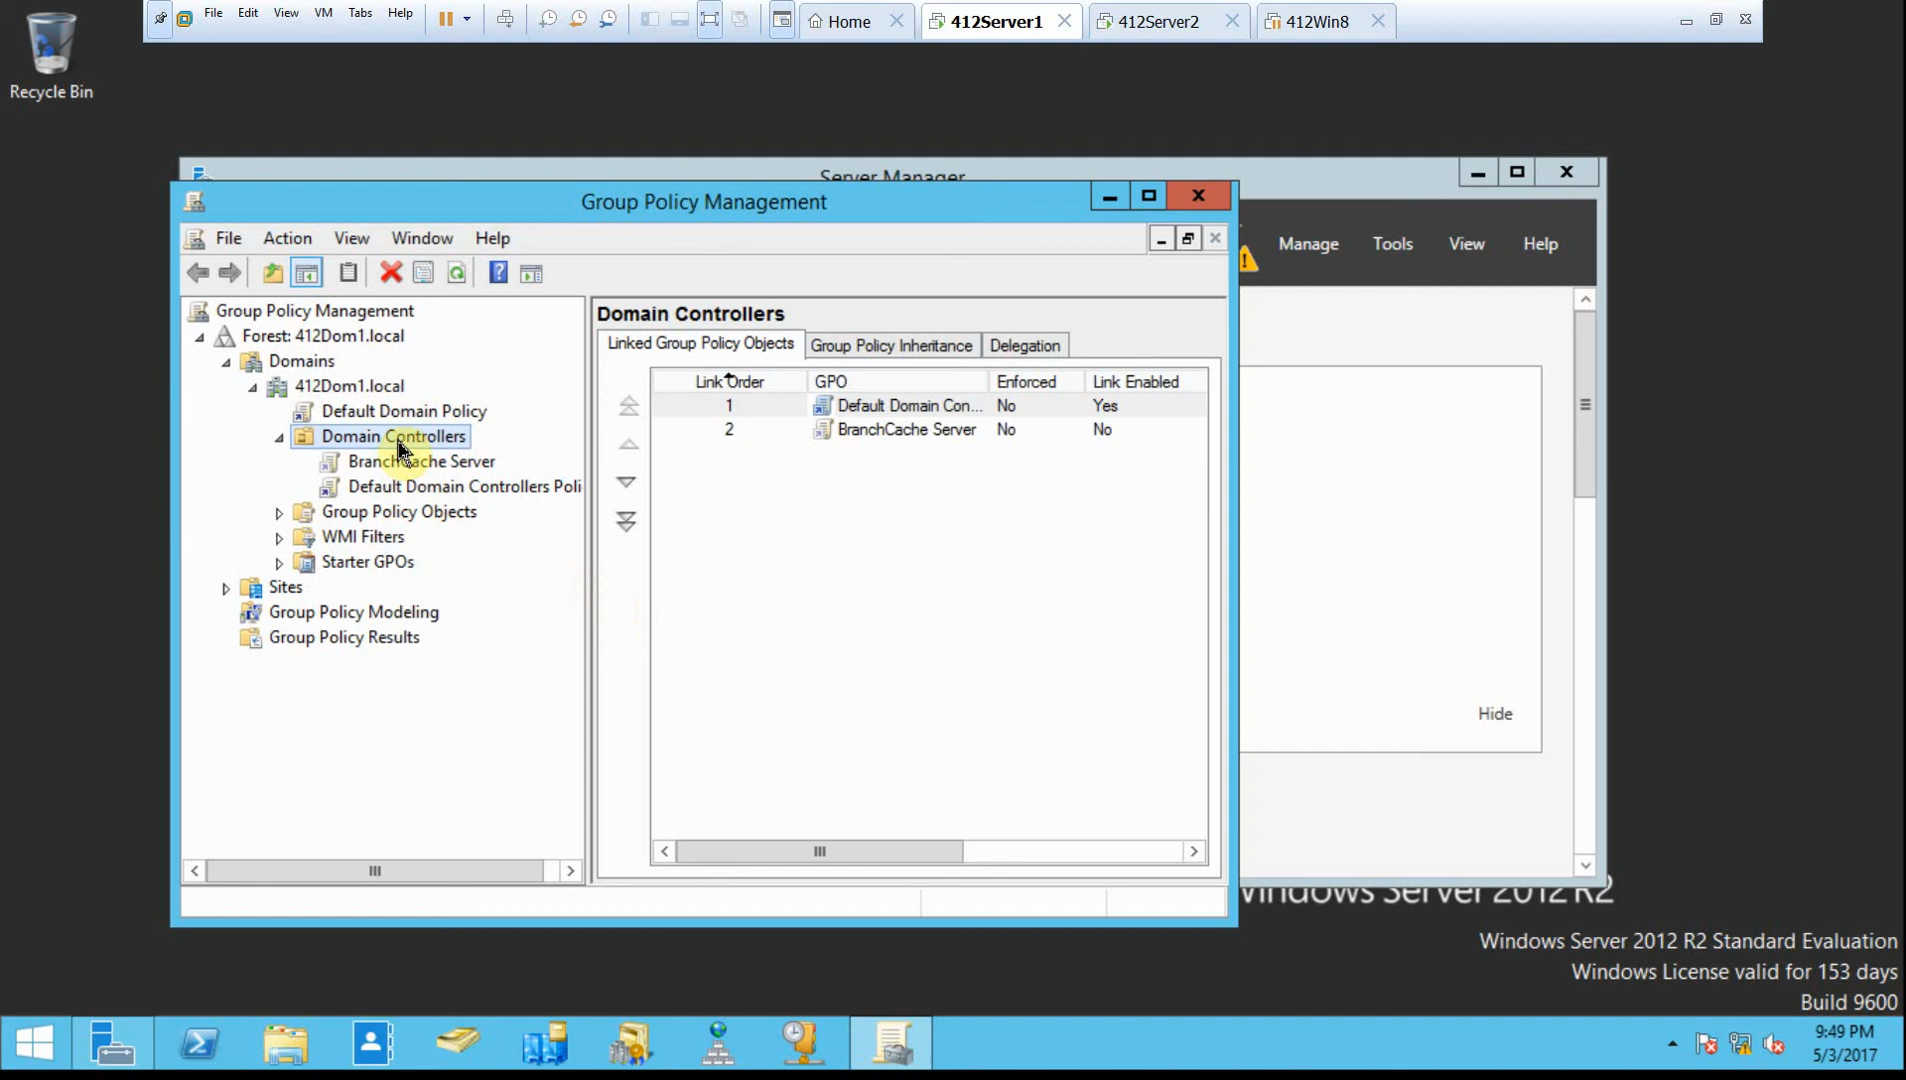 File Edit View VM Tabs Help
Home 412Server1 412Server2 412Win8
Recycle Bin
Server Manager
Group Policy Management
Manage Tools View Help
File Action View Window Help
Group Policy Management
Forest: 412Dom1.local
Domains
412Dom1.local
Default Domain Policy
Domain Controllers
BranchCache Server
Default Domain Controllers Poli
Group Policy Objects
WMI Filters
Starter GPOs
Sites
Group Policy Modeling
Group Policy Results
Domain Controllers
Linked Group Policy Objects Group Policy Inheritance Delegation
Link Order GPO Enforced Link Enabled
1 Default Domain Con... No Yes
2 BranchCache Server No No
Hide
Windows Server 2012 R2
Windows Server 2012 R2 Standard Evaluation
Windows License valid for 153 days
Build 9600
9:49 PM
5/3/2017